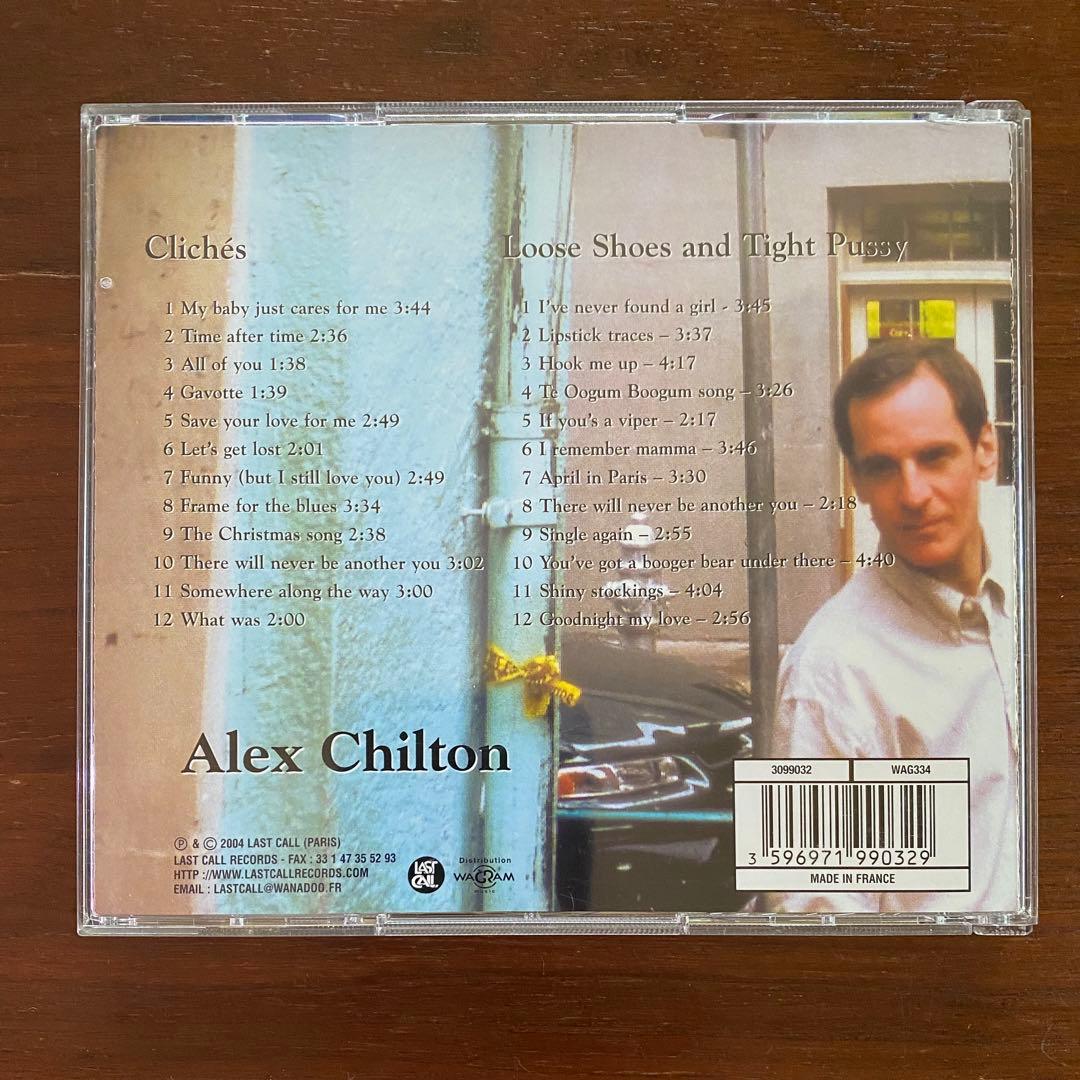 Clichés
1 My baby just cares for me 3:44
2 Time after time 2:36
3 All of you 1:38
4 Gavotte 1:39
5 Save your love for me 2:49
6 Let's get lost 2:01
7 Funny (but I still love you) 2:49
8 Frame for the blues 3:34
9 The Christmas song 2:38
10 There will never be another you 3:02
11 Somewhere along the way 3:00
12 What was 2:00
Loose Shoes and Tight Pussy
1 I've never found a girl - 3:45
2 Lipstick traces – 3:37
3 Hook me up – 4:17
4 Te Oogum Boogum song – 3:26
5 If you's a viper – 2:17
6 I remember mamma – 3:46
7 April in Paris – 3:30
8 There will never be another you – 2:18
9 Single again – 2:55
10 You've got a booger bear under there – 4:40
11 Shiny stockings – 4:04
12 Goodnight my love – 2:56
Alex Chilton
Ⓟ & © 2004 LAST CALL (PARIS)
LAST CALL RECORDS - FAX : 33 1 47 35 52 93
HTTP ://WWW.LASTCALLRECORDS.COM
EMAIL : LASTCALL@WANADOO.FR
LAST
CALL
Distribution
WAGRAM
music
3099032 WAG334
3 596971 990329
MADE IN FRANCE